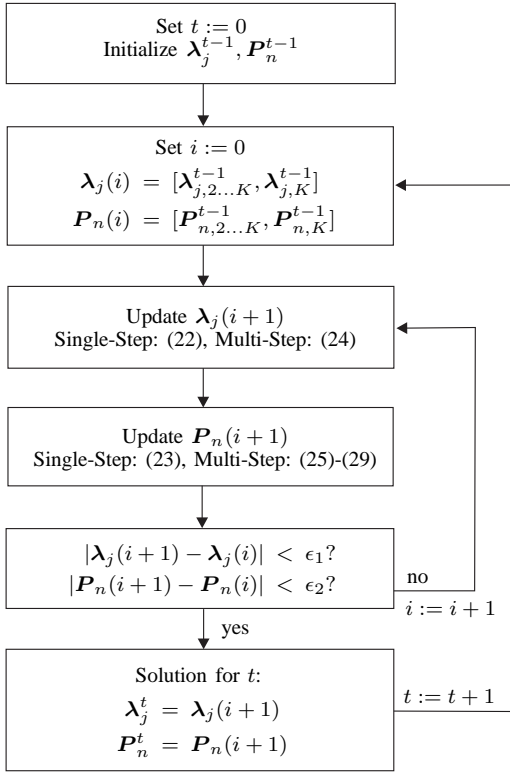 Set t := 0
Initialize λ_j^{t−1}, P_n^{t−1}
Set i := 0
λ_j(i) = [λ_{j,2...K}^{t−1}, λ_{j,K}^{t−1}]
P_n(i) = [P_{n,2...K}^{t−1}, P_{n,K}^{t−1}]
Update λ_j(i+1)
Single-Step: (22), Multi-Step: (24)
Update P_n(i+1)
Single-Step: (23), Multi-Step: (25)-(29)
|λ_j(i+1) − λ_j(i)| < ϵ_1?
|P_n(i+1) − P_n(i)| < ϵ_2?
no
i := i + 1
yes
Solution for t:
λ_j^t = λ_j(i+1)
P_n^t = P_n(i+1)
t := t + 1